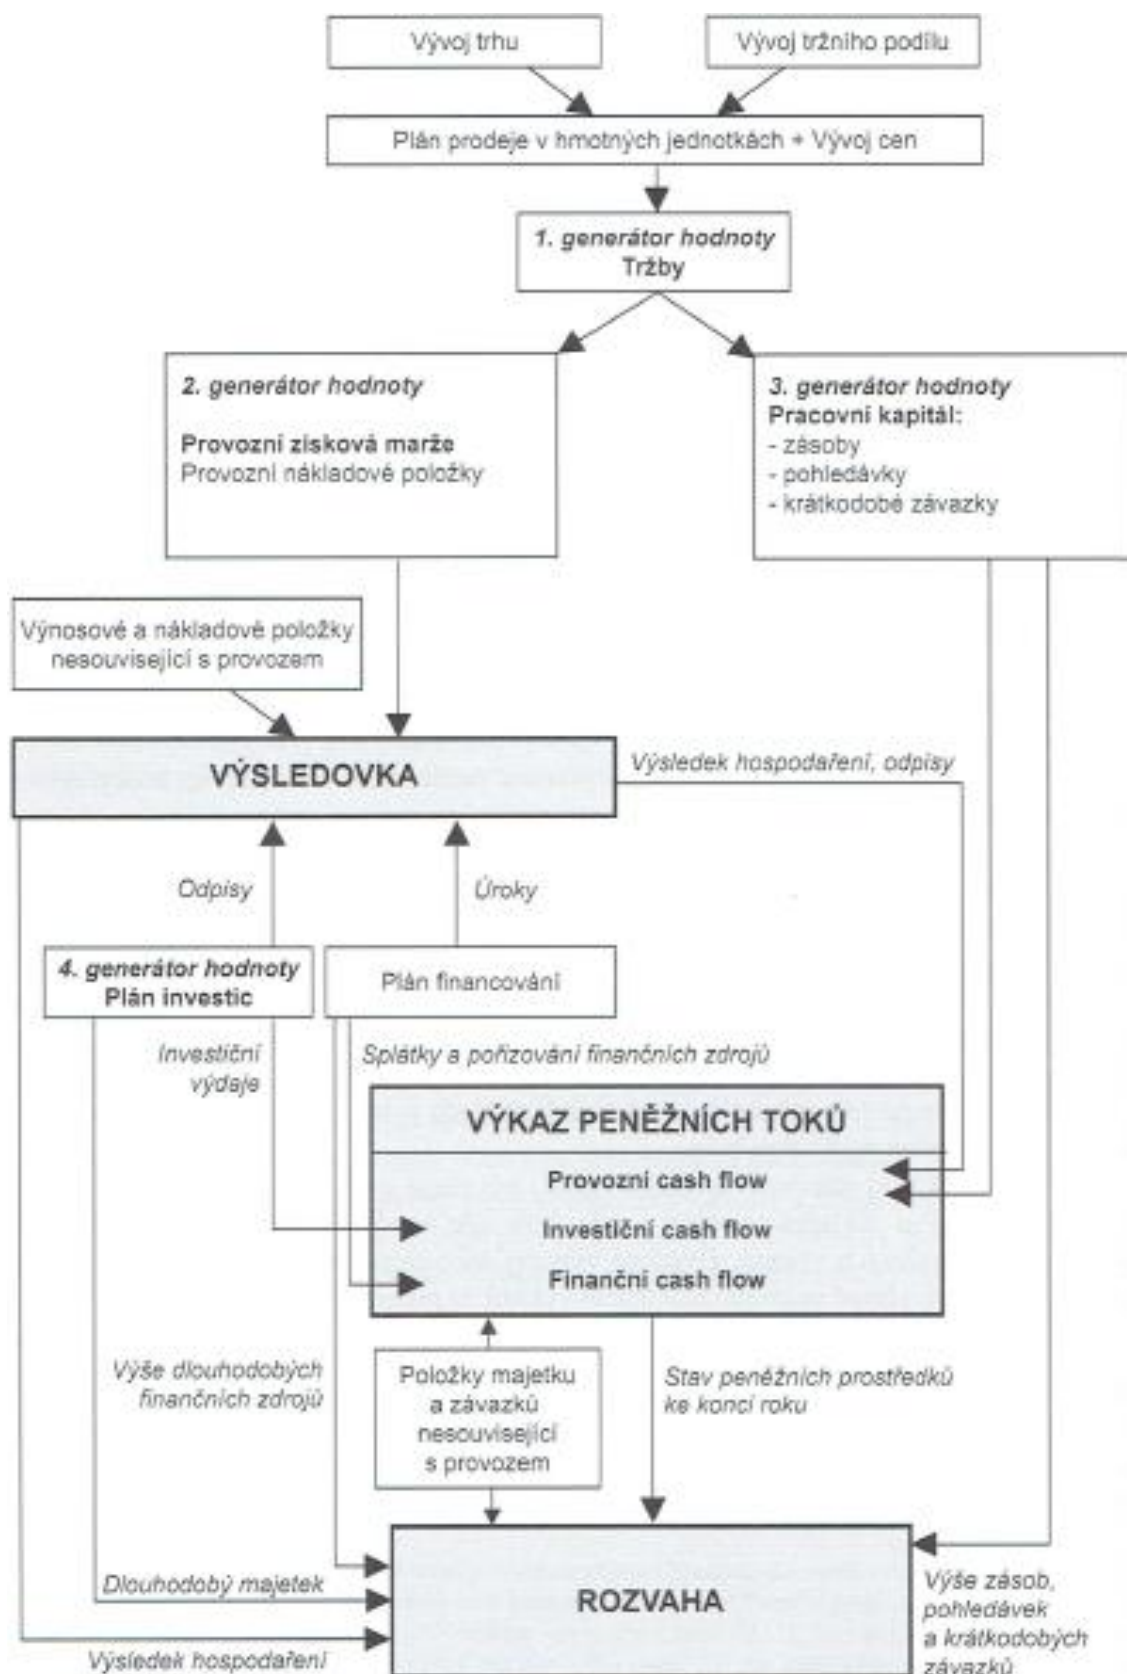 Vývoj trhu
Vývoj tržního podílu
Plán prodeje v hmotných jednotkách + Vývoj cen
1. generátor hodnoty
Tržby
2. generátor hodnoty
Provozní zisková marže
Provozní nákladové položky
3. generátor hodnoty
Pracovní kapitál:
- zásoby
- pohledávky
- krátkodobé závazky
Výnosové a nákladové položky
nesouvisející s provozem
VÝSLEDOVKA
Výsledek hospodaření, odpisy
Odpisy
Úroky
4. generátor hodnoty
Plán investic
Plán financování
Investiční
výdaje
Splátky a pořizování finančních zdrojů
VÝKAZ PENĚŽNÍCH TOKŮ
Provozní cash flow
Investiční cash flow
Finanční cash flow
Výše dlouhodobých
finančních zdrojů
Položky majetku
a závazků
nesouvisející
s provozem
Stav peněžních prostředků
ke konci roku
Dlouhodobý majetek
ROZVAHA
Výše zásob,
pohledávek
a krátkodobých
závazků
Výsledek hospodaření